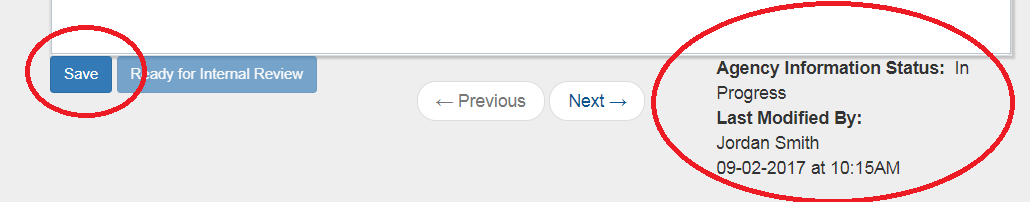 Save
Ready for Internal Review
← Previous
Next →
Agency Information Status: In
Progress
Last Modified By:
Jordan Smith
09-02-2017 at 10:15AM